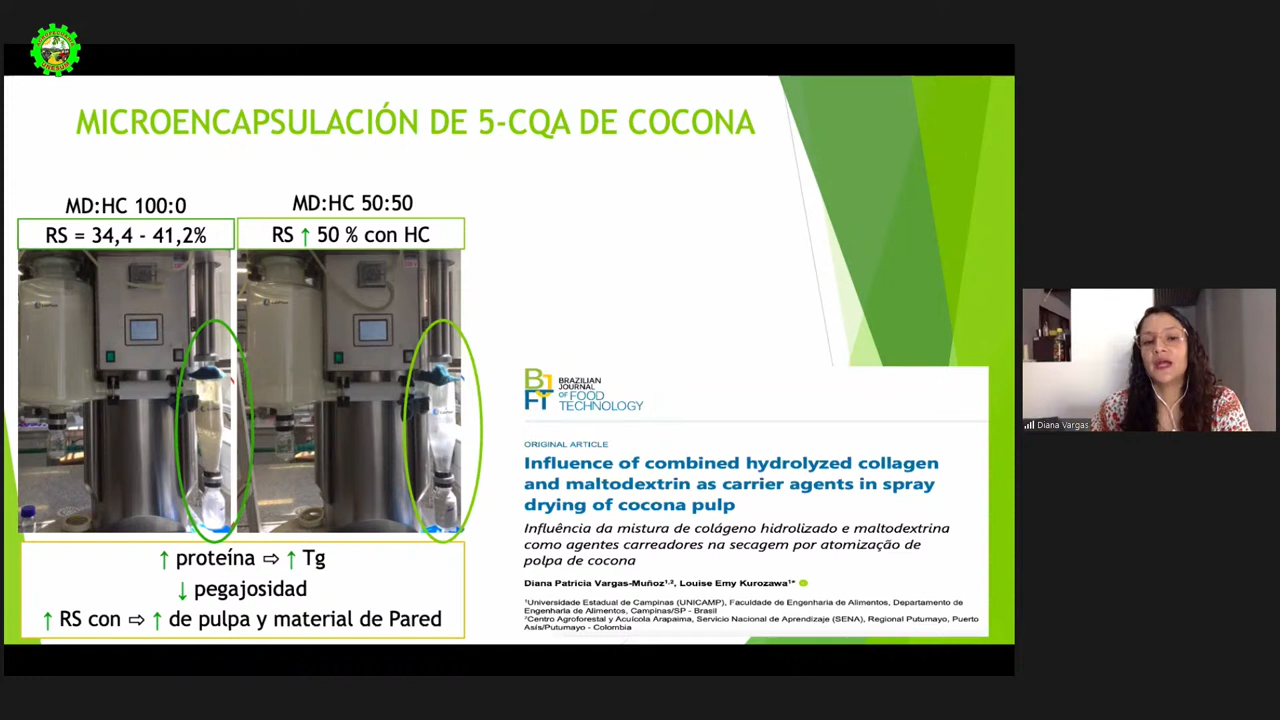 MICROENCAPSULACIÓN DE 5-CQA DE COCONA
MD:HC 100:0
RS = 34,4 - 41,2%
MD:HC 50:50
RS ↑ 50 % con HC
↑ proteína ⇨ ↑ Tg
↓ pegajosidad
↑ RS con ⇨ ↑ de pulpa y material de Pared
BRAZILIAN
JOURNAL
OF FOOD
TECHNOLOGY
ORIGINAL ARTICLE
Influence of combined hydrolyzed collagen
and maltodextrin as carrier agents in spray
drying of cocona pulp
Influência da mistura de colágeno hidrolizado e maltodextrina
como agentes carreadores na secagem por atomização de
polpa de cocona
Diana Patricia Vargas-Muñoz¹,², Louise Emy Kurozawa¹*
¹Universidade Estadual de Campinas (UNICAMP), Faculdade de Engenharia de Alimentos, Departamento de
Engenharia de Alimentos, Campinas/SP - Brasil
²Centro Agroforestal y Acuícola Arapaima, Servicio Nacional de Aprendizaje (SENA), Regional Putumayo, Puerto
Asís/Putumayo - Colombia
Diana Vargas